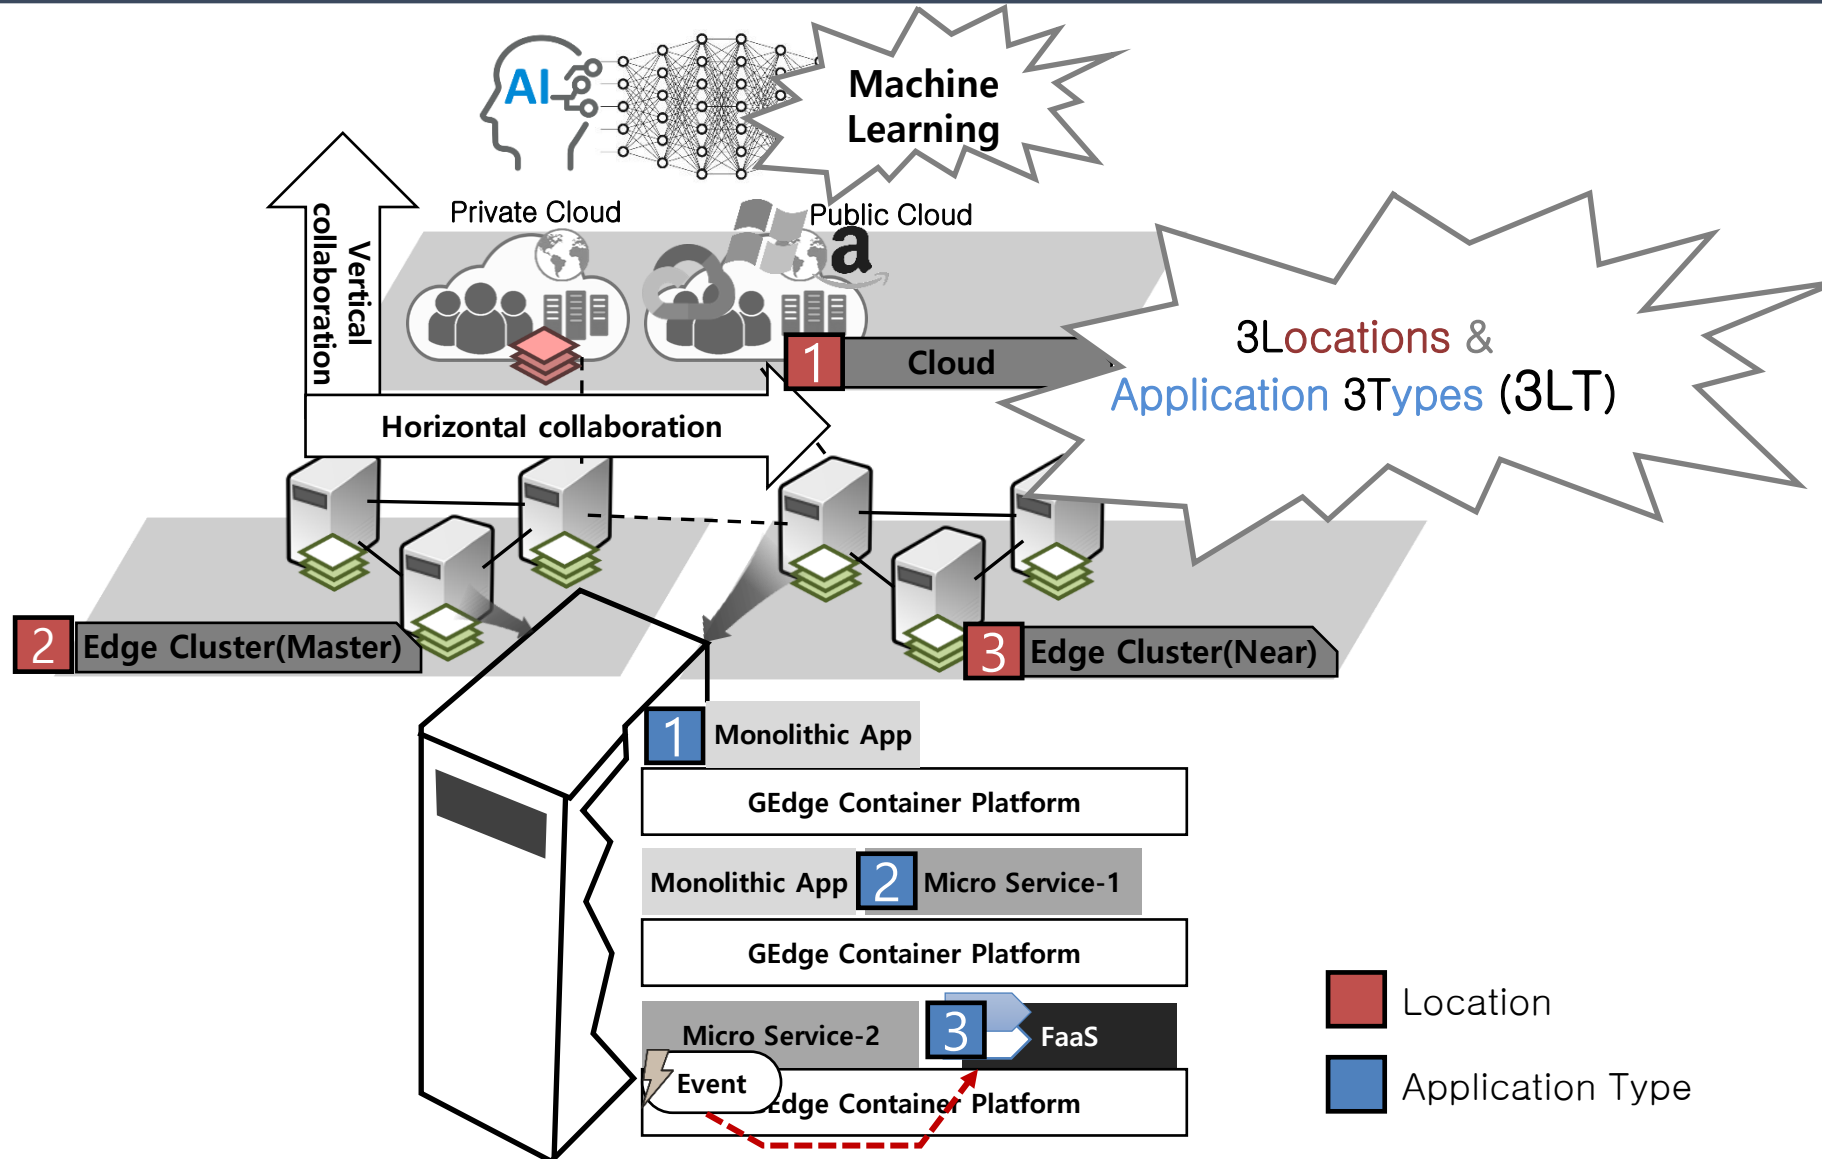 AI
Machine
Learning
Private Cloud
Public Cloud
a
Vertical
collaboration
1
Cloud
3Locations &
Application 3Types (3LT)
Horizontal collaboration
2
Edge Cluster(Master)
3
Edge Cluster(Near)
1
Monolithic App
GEdge Container Platform
Monolithic App
2
Micro Service-1
GEdge Container Platform
Micro Service-2
3
FaaS
Event
Edge Container Platform
Location
Application Type